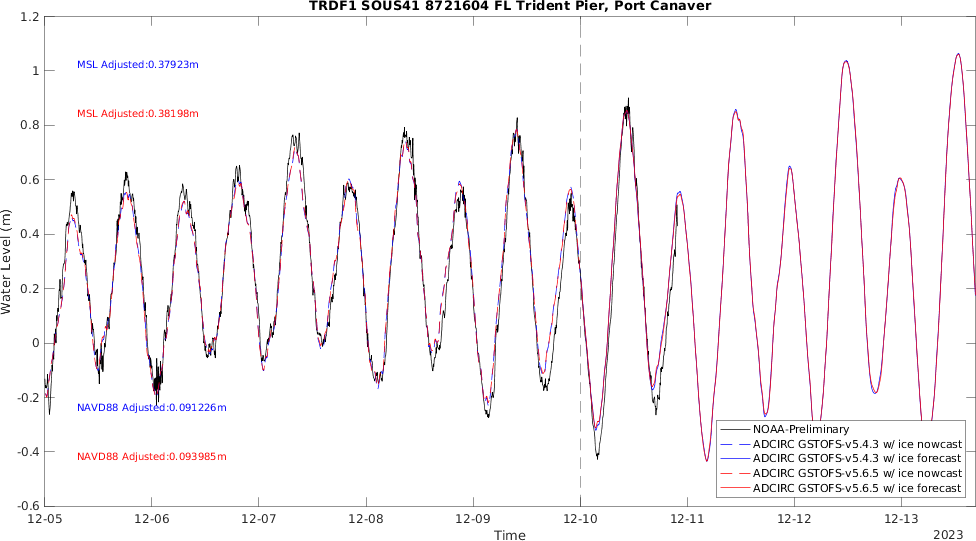 TRDF1 SOUS41 8721604 FL Trident Pier, Port Canaver
1.2
1
0.8
0.6
0.4
0.2
0
-0.2
-0.4
-0.6
Water Level (m)
MSL Adjusted:0.37923m
MSL Adjusted:0.38198m
NAVD88 Adjusted:0.091226m
NAVD88 Adjusted:0.093985m
NOAA-Preliminary
ADCIRC GSTOFS-v5.4.3 w/ ice nowcast
ADCIRC GSTOFS-v5.4.3 w/ ice forecast
ADCIRC GSTOFS-v5.6.5 w/ ice nowcast
ADCIRC GSTOFS-v5.6.5 w/ ice forecast
12-05 12-06 12-07 12-08 12-09 12-10 12-11 12-12 12-13
Time
2023